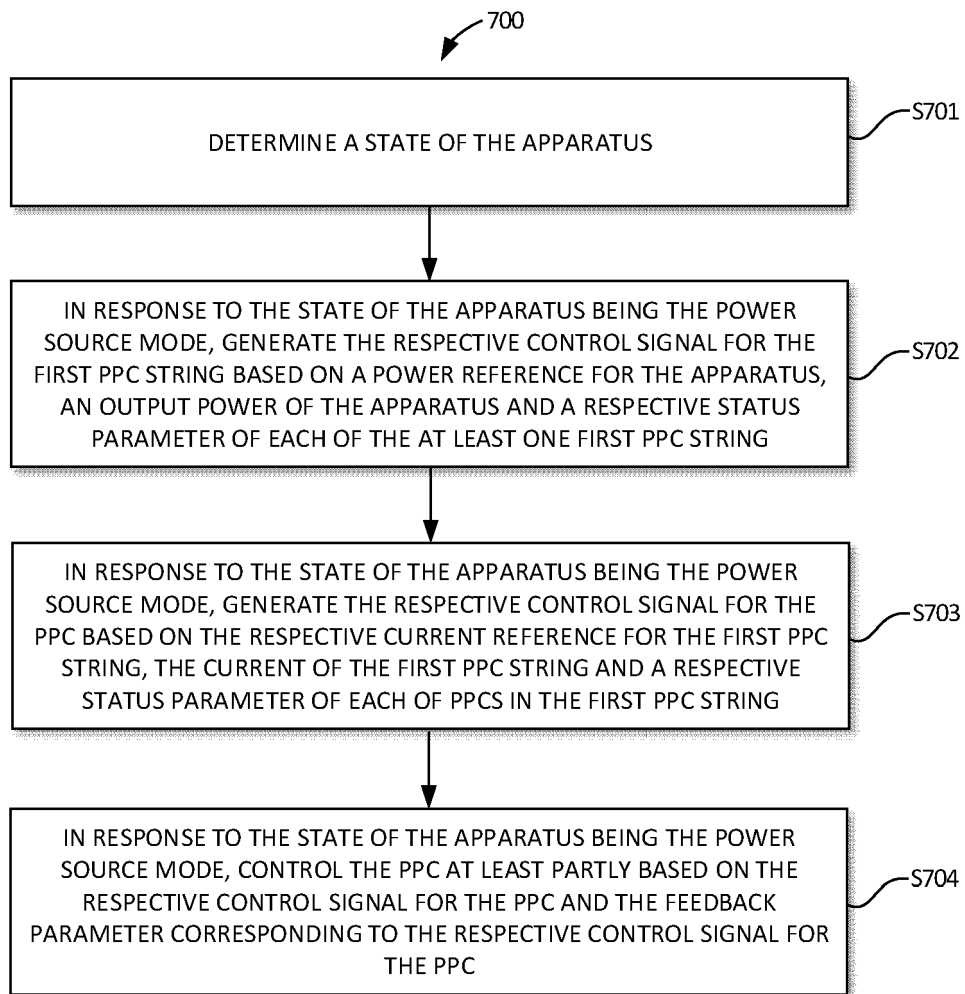 700
DETERMINE A STATE OF THE APPARATUS
S701
IN RESPONSE TO THE STATE OF THE APPARATUS BEING THE POWER
SOURCE MODE, GENERATE THE RESPECTIVE CONTROL SIGNAL FOR THE
FIRST PPC STRING BASED ON A POWER REFERENCE FOR THE APPARATUS,
AN OUTPUT POWER OF THE APPARATUS AND A RESPECTIVE STATUS
PARAMETER OF EACH OF THE AT LEAST ONE FIRST PPC STRING
S702
IN RESPONSE TO THE STATE OF THE APPARATUS BEING THE POWER
SOURCE MODE, GENERATE THE RESPECTIVE CONTROL SIGNAL FOR THE
PPC BASED ON THE RESPECTIVE CURRENT REFERENCE FOR THE FIRST PPC
STRING, THE CURRENT OF THE FIRST PPC STRING AND A RESPECTIVE
STATUS PARAMETER OF EACH OF PPCS IN THE FIRST PPC STRING
S703
IN RESPONSE TO THE STATE OF THE APPARATUS BEING THE POWER
SOURCE MODE, CONTROL THE PPC AT LEAST PARTLY BASED ON THE
RESPECTIVE CONTROL SIGNAL FOR THE PPC AND THE FEEDBACK
PARAMETER CORRESPONDING TO THE RESPECTIVE CONTROL SIGNAL FOR
THE PPC
S704